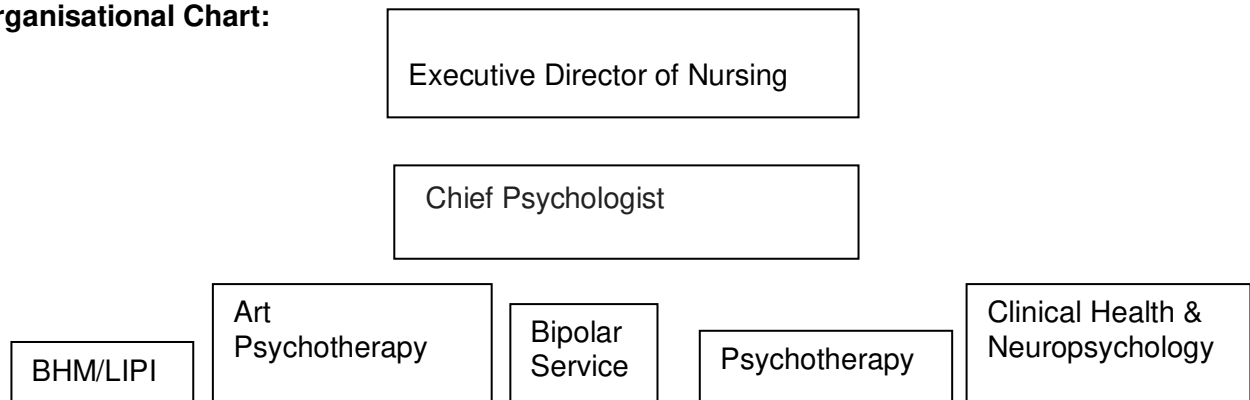 rganisational Chart:
Executive Director of Nursing
Chief Psychologist
BHM/LIPI
Art
Psychotherapy
Bipolar
Service
Psychotherapy
Clinical Health &
Neuropsychology